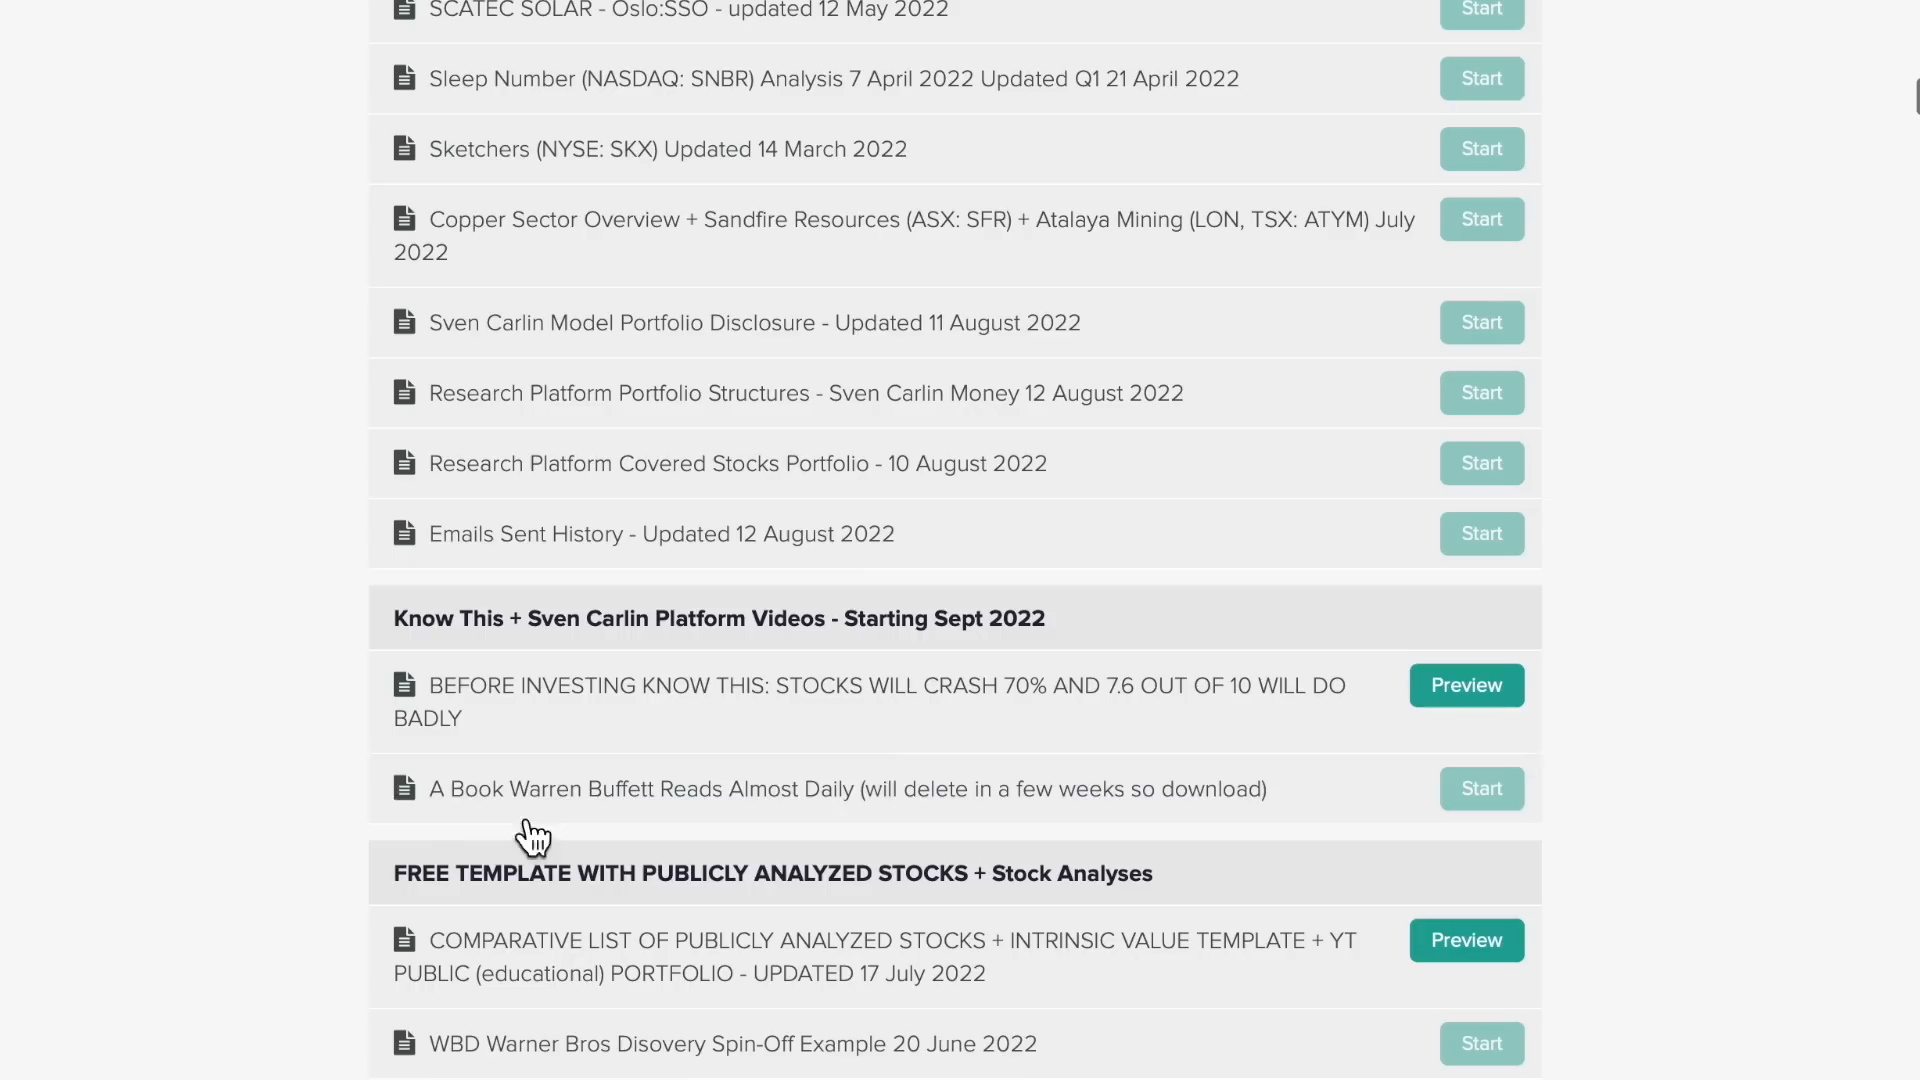 SCATEC SOLAR - Oslo:SSO - updated 12 May 2022
Start
Sleep Number (NASDAQ: SNBR) Analysis 7 April 2022 Updated Q1 21 April 2022
Start
Sketchers (NYSE: SKX) Updated 14 March 2022
Start
Copper Sector Overview + Sandfire Resources (ASX: SFR) + Atalaya Mining (LON, TSX: ATYM) July
2022
Start
Sven Carlin Model Portfolio Disclosure - Updated 11 August 2022
Start
Research Platform Portfolio Structures - Sven Carlin Money 12 August 2022
Start
Research Platform Covered Stocks Portfolio - 10 August 2022
Start
Emails Sent History - Updated 12 August 2022
Start
Know This + Sven Carlin Platform Videos - Starting Sept 2022
BEFORE INVESTING KNOW THIS: STOCKS WILL CRASH 70% AND 7.6 OUT OF 10 WILL DO
BADLY
Preview
A Book Warren Buffett Reads Almost Daily (will delete in a few weeks so download)
Start
FREE TEMPLATE WITH PUBLICLY ANALYZED STOCKS + Stock Analyses
COMPARATIVE LIST OF PUBLICLY ANALYZED STOCKS + INTRINSIC VALUE TEMPLATE + YT
PUBLIC (educational) PORTFOLIO - UPDATED 17 July 2022
Preview
WBD Warner Bros Disovery Spin-Off Example 20 June 2022
Start